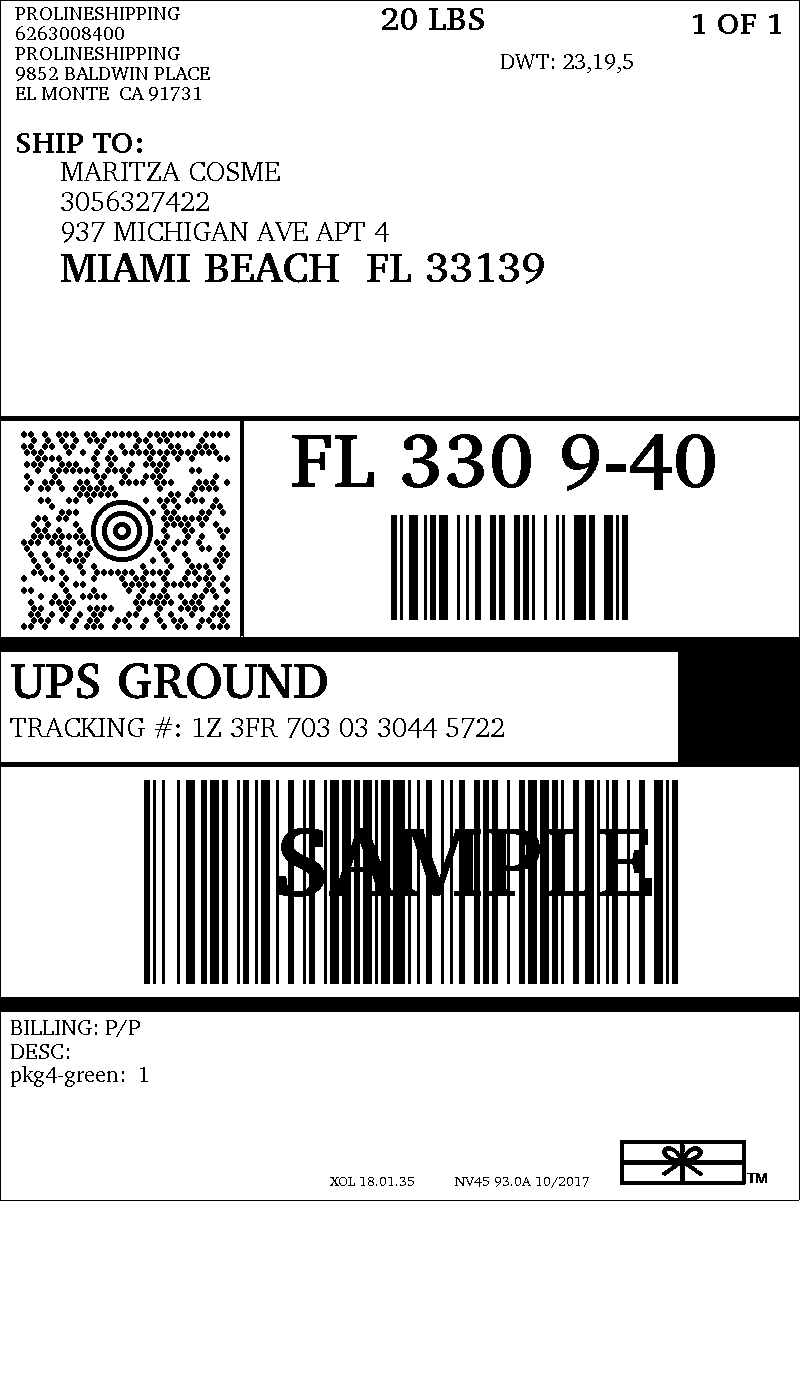 PROLINESHIPPING
6263008400
PROLINESHIPPING
9852 BALDWIN PLACE
EL MONTE  CA 91731
20 LBS
1 OF 1
DWT: 23,19,5
SHIP TO:
MARITZA COSME
3056327422
937 MICHIGAN AVE APT 4
MIAMI BEACH  FL 33139
FL 330 9-40
UPS GROUND
TRACKING #: 1Z 3FR 703 03 3044 5722
SAMPLE
BILLING: P/P
DESC:
pkg4-green:  1
XOL 18.01.35
NV45 93.0A 10/2017
TM